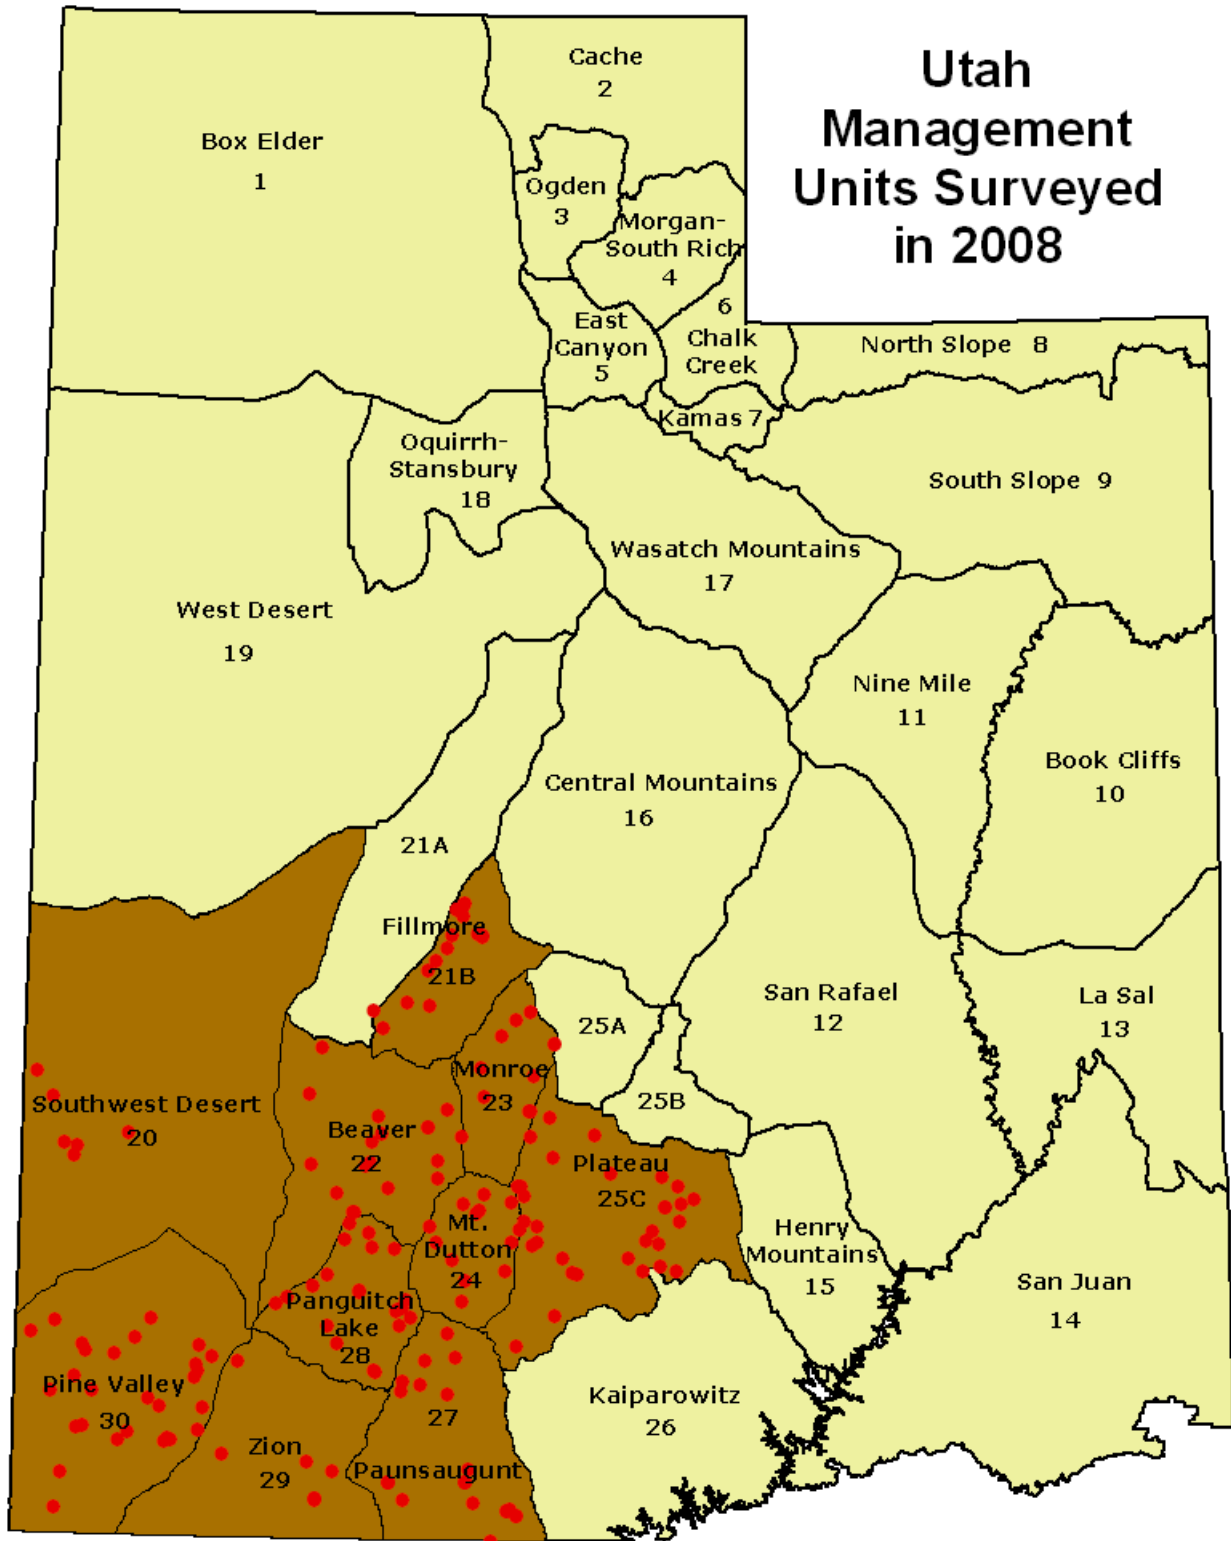 Utah
Management
Units Surveyed
in 2008
Cache
2
Box Elder
1
Ogden
3
Morgan-
South Rich
4
6
Chalk
Creek
East
Canyon
5
North Slope 8
Kamas 7
Oquirrh-
Stansbury
18
South Slope 9
Wasatch Mountains
17
West Desert
19
Nine Mile
11
Book Cliffs
10
Central Mountains
16
21A
Fillmore
21B
San Rafael
12
La Sal
13
25A
Monroe
23
25B
Southwest Desert
20
Beaver
22
Plateau
25C
Mt.
Dutton
24
Henry
Mountains
15
San Juan
14
Panguitch
Lake
28
Pine Valley
30
Kaiparowitz
26
27
Paunsaugunt
Zion
29